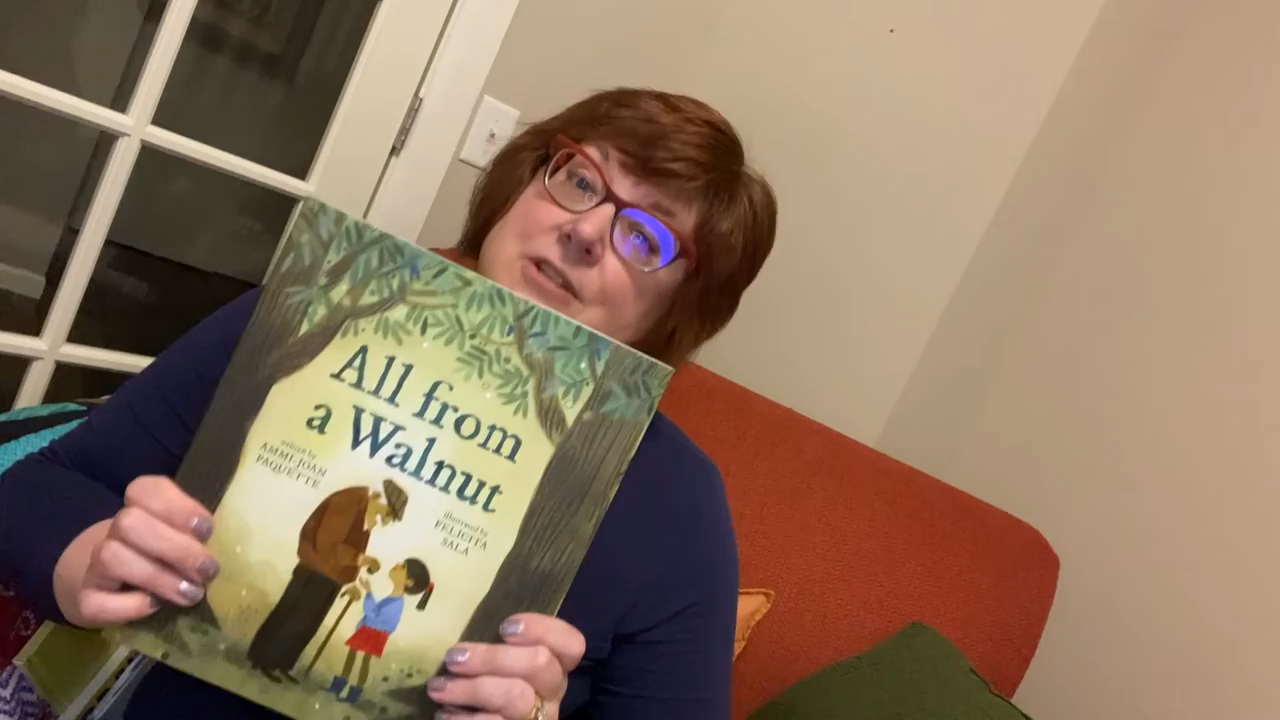 All from
a Walnut
written by
AMMI-JOAN
PAQUETTE
illustrated by
FELICITA
SALA